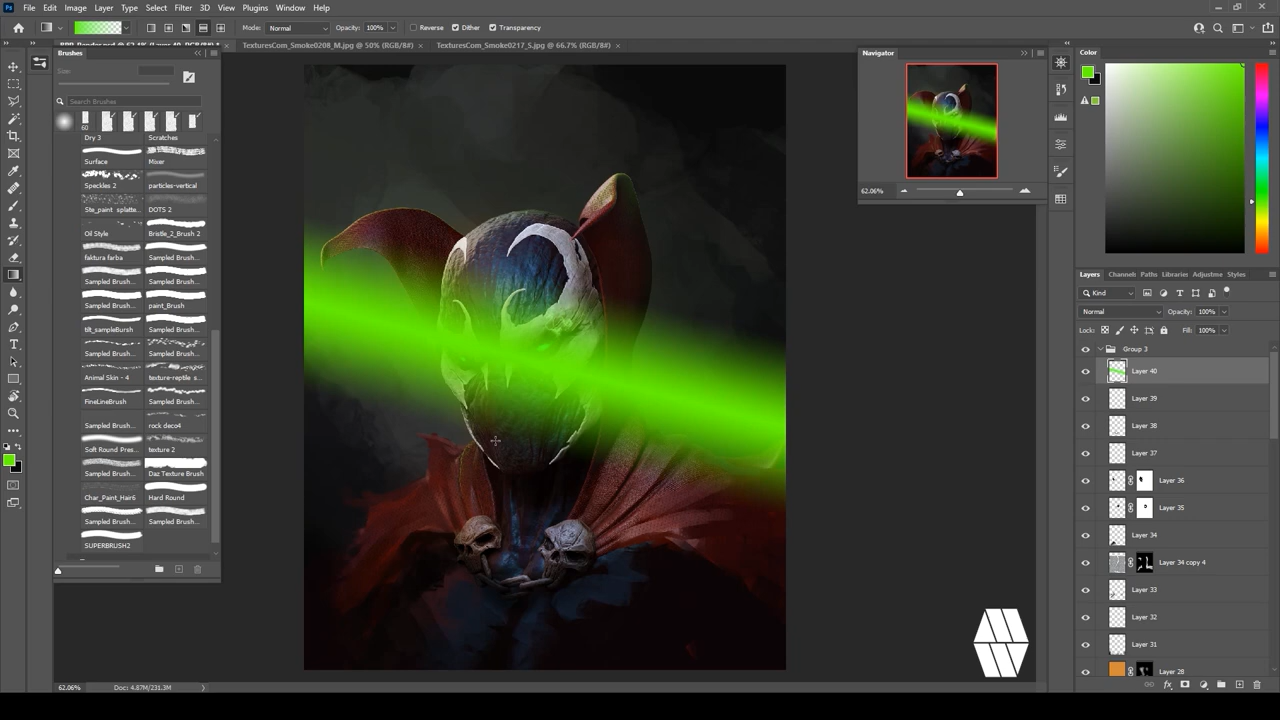 File Edit Image Layer Type Select Filter 3D View Plugins Window Help
Mode: Normal Opacity: 100% Reverse Dither Transparency
TexturesCom_Smoke0208_M.jpg @ 50% (RGB/8#) × TexturesCom_Smoke0217_S.jpg @ 66.7% (RGB/8#) ×
Brushes
Size:
Search Brushes
60
Dry 3 Scratches
Surface Mixer
Speckles 2 particles-vertical
Ste_paint splatte... DOTS 2
Oil Style Bristle_2_Brush 2
faktura farba Sampled Brush...
Sampled Brush... Sampled Brush...
Sampled Brush... paint_Brush
tilt_sampleBursh Sampled Brush...
Sampled Brush... Sampled Brush...
Animal Skin - 4 texture-reptile s...
FineLineBrush Sampled Brush...
Sampled Brush... rock deco4
Soft Round Pres... texture 2
Sampled Brush... Daz Texture Brush
Char_Paint_Hair6 Hard Round
Sampled Brush... Sampled Brush...
SUPERBRUSH2
62.06% Doc: 4.87M/231.3M
Navigator
62.06%
Color
Layers Channels Paths Libraries Adjustme Styles
Kind
Normal Opacity: 100%
Lock: Fill: 100%
Group 3
Layer 40
Layer 39
Layer 38
Layer 37
Layer 36
Layer 35
Layer 34
Layer 34 copy 4
Layer 33
Layer 32
Layer 31
Layer 28